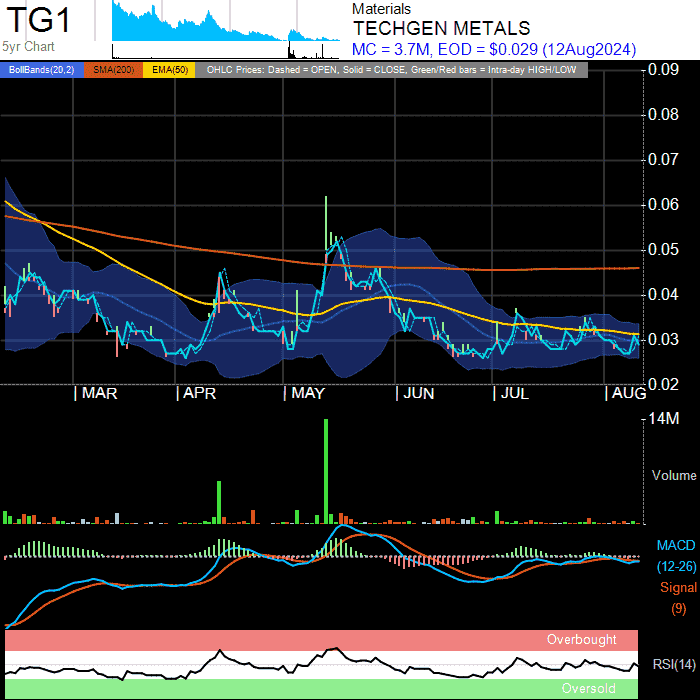 TG1
5yr Chart
Materials
TECHGEN METALS
MC = 3.7M, EOD = $0.029 (12Aug2024)
BollBands(20,2) SMA(200) EMA(50) OHLC Prices: Dashed = OPEN, Solid = CLOSE, Green/Red bars = Intra-day HIGH/LOW
0.09
0.08
0.07
0.06
0.05
0.04
0.03
0.02
MAR APR MAY JUN JUL AUG
14M
Volume
MACD
(12-26)
Signal
(9)
Overbought
RSI(14)
Oversold